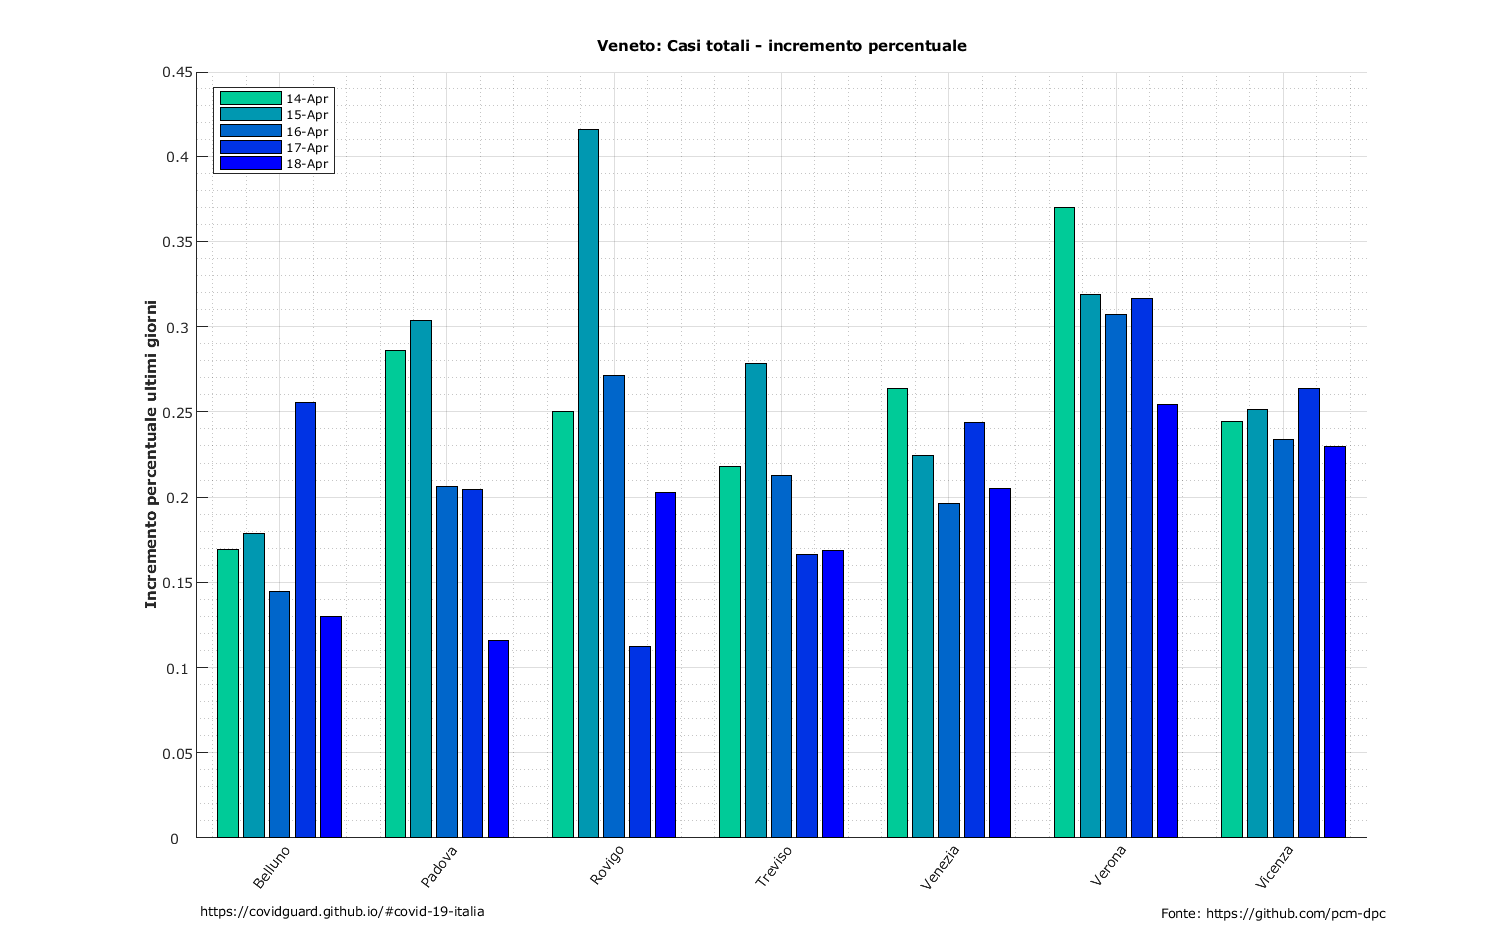 Veneto: Casi totali - incremento percentuale
0.45
0.4
0.35
0.3
0.25
0.2
0.15
0.1
0.05
0
Incremento percentuale ultimi giorni
14-Apr
15-Apr
16-Apr
17-Apr
18-Apr
Belluno
Padova
Rovigo
Treviso
Venezia
Verona
Vicenza
https://covidguard.github.io/#covid-19-italia
Fonte: https://github.com/pcm-dpc